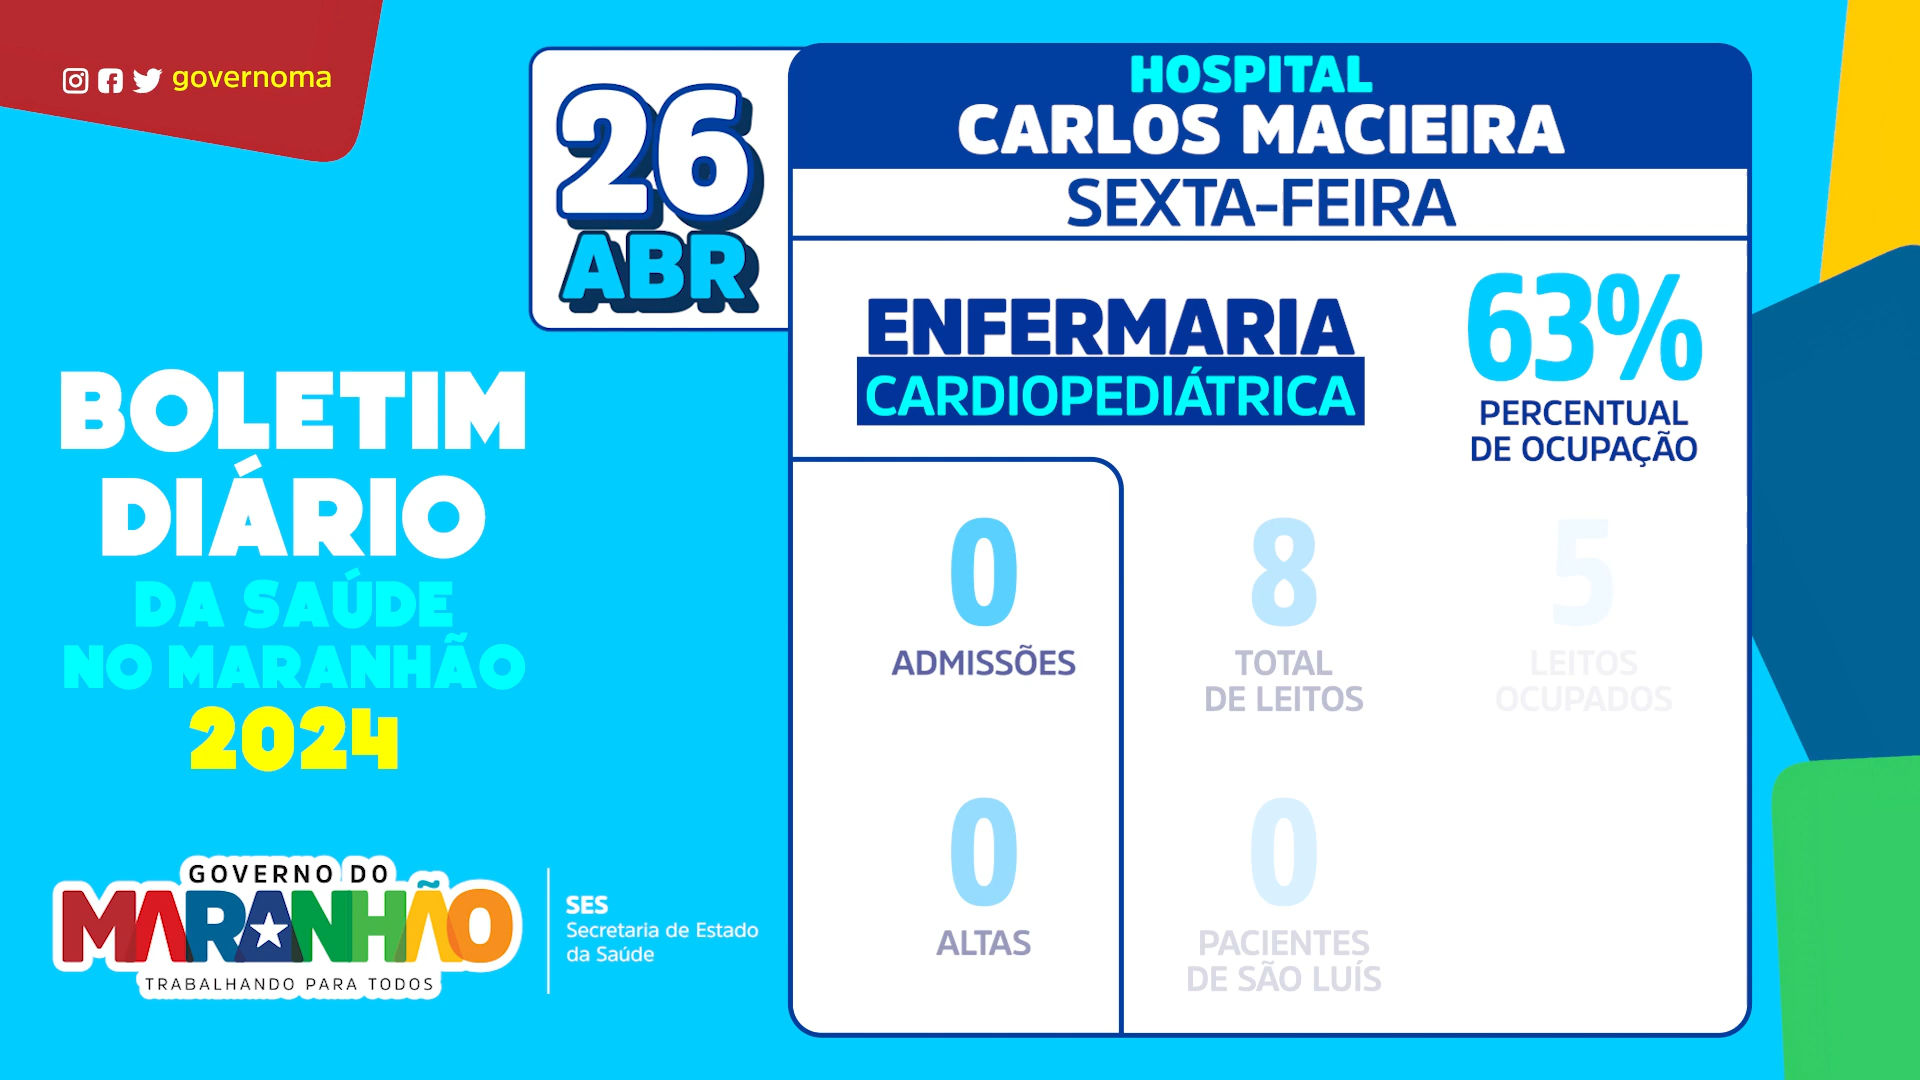 governoma
26
ABR
HOSPITAL
CARLOS MACIEIRA
SEXTA-FEIRA
ENFERMARIA
CARDIOPEDIÁTRICA
63%
PERCENTUAL
DE OCUPAÇÃO
BOLETIM
DIÁRIO
DA SAÚDE
NO MARANHÃO
2024
0
ADMISSÕES
8
TOTAL
DE LEITOS
5
LEITOS
OCUPADOS
0
ALTAS
0
PACIENTES
DE SÃO LUÍS
GOVERNO DO
MARANHÃO
TRABALHANDO PARA TODOS
SES
Secretaria de Estado
da Saúde